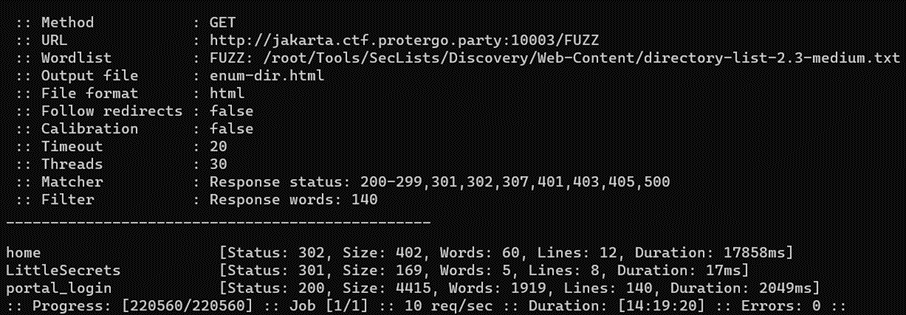 :: Method : GET
:: URL : http://jakarta.ctf.protergo.party:10003/FUZZ
:: Wordlist : FUZZ: /root/Tools/SecLists/Discovery/Web-Content/directory-list-2.3-medium.txt
:: Output file : enum-dir.html
:: File format : html
:: Follow redirects : false
:: Calibration : false
:: Timeout : 20
:: Threads : 30
:: Matcher : Response status: 200-299,301,302,307,401,403,405,500
:: Filter : Response words: 140
________________________________________________
home [Status: 302, Size: 402, Words: 60, Lines: 12, Duration: 17858ms]
LittleSecrets [Status: 301, Size: 169, Words: 5, Lines: 8, Duration: 17ms]
portal_login [Status: 200, Size: 4415, Words: 1919, Lines: 140, Duration: 2049ms]
:: Progress: [220560/220560] :: Job [1/1] :: 10 req/sec :: Duration: [14:19:20] :: Errors: 0 ::